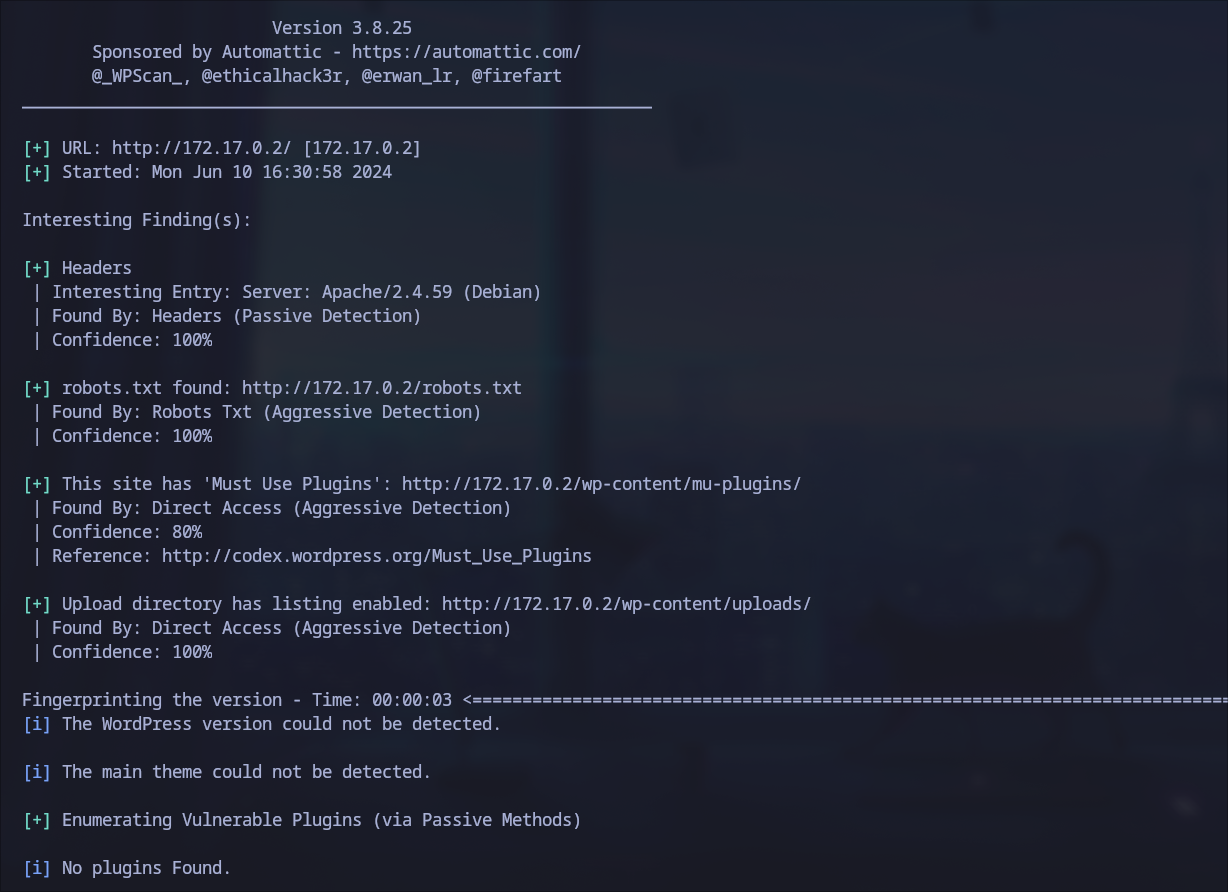 Version 3.8.25
Sponsored by Automattic - https://automattic.com/
@_WPScan_, @ethicalhack3r, @erwan_lr, @firefart
[+] URL: http://172.17.0.2/ [172.17.0.2]
[+] Started: Mon Jun 10 16:30:58 2024
Interesting Finding(s):
[+] Headers
| Interesting Entry: Server: Apache/2.4.59 (Debian)
| Found By: Headers (Passive Detection)
| Confidence: 100%
[+] robots.txt found: http://172.17.0.2/robots.txt
| Found By: Robots Txt (Aggressive Detection)
| Confidence: 100%
[+] This site has 'Must Use Plugins': http://172.17.0.2/wp-content/mu-plugins/
| Found By: Direct Access (Aggressive Detection)
| Confidence: 80%
| Reference: http://codex.wordpress.org/Must_Use_Plugins
[+] Upload directory has listing enabled: http://172.17.0.2/wp-content/uploads/
| Found By: Direct Access (Aggressive Detection)
| Confidence: 100%
Fingerprinting the version - Time: 00:00:03 <============================================================================
[i] The WordPress version could not be detected.
[i] The main theme could not be detected.
[+] Enumerating Vulnerable Plugins (via Passive Methods)
[i] No plugins Found.